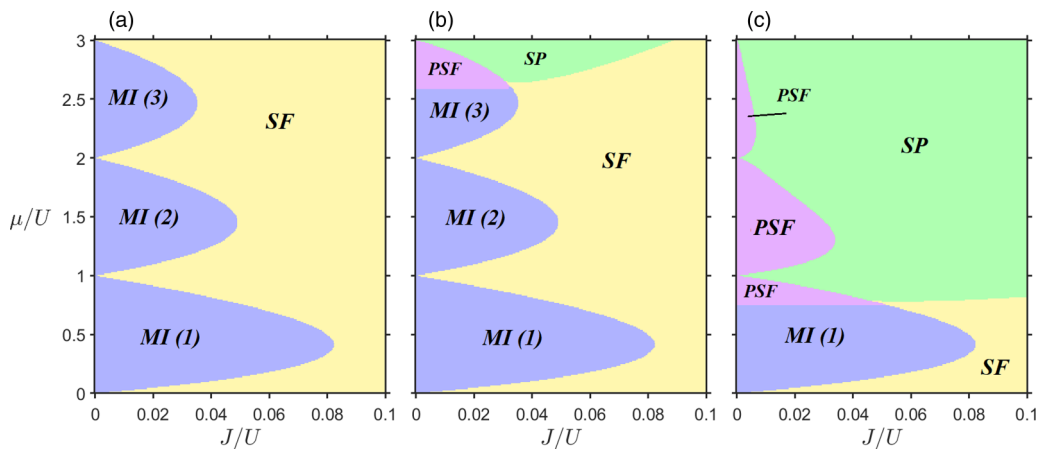 (a)
(b)
(c)
3
2.5
2
1.5
1
0.5
0
μ/U
MI (3)
SF
MI (2)
MI (1)
0 0.02 0.04 0.06 0.08 0.1
J/U
PSF
SP
MI (3)
SF
MI (2)
MI (1)
0 0.02 0.04 0.06 0.08 0.1
J/U
PSF
SP
PSF
PSF
MI (1)
SF
0 0.02 0.04 0.06 0.08 0.1
J/U